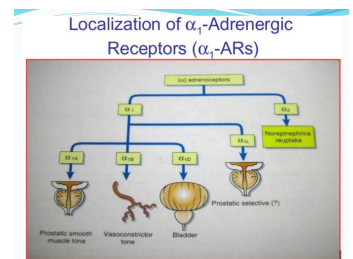 Localization of α₁-Adrenergic
Receptors (α₁-ARs)
(α) adrenoceptors
α₁
α₂
Norepinephrine
reuptake
α₁A
α₁B
α₁D
α₁L
Prostatic selective (?)
Prostatic smooth
muscle tone
Vasoconstrictor
tone
Bladder